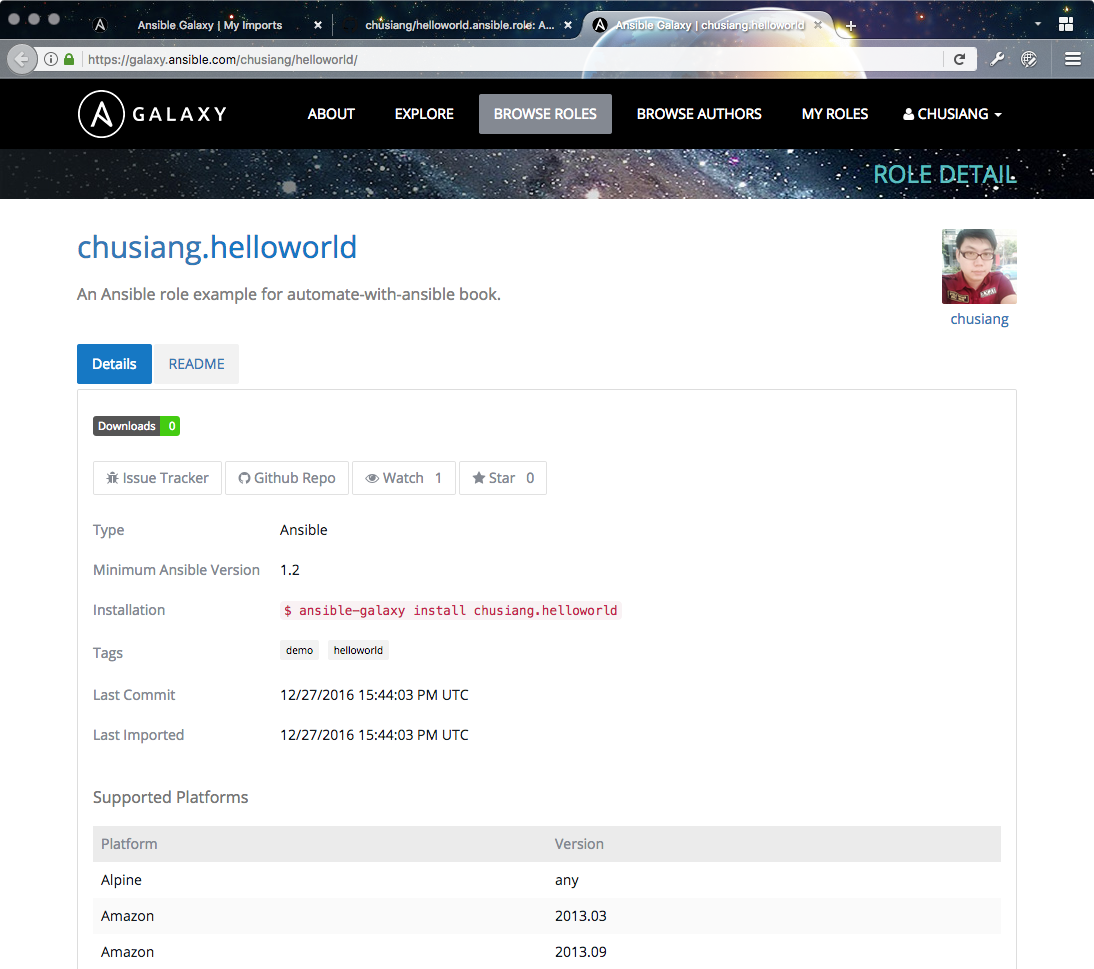 Ansible Galaxy | My Imports
chusiang/helloworld.ansible.role: A...
Ansible Galaxy | chusiang.helloworld
https://galaxy.ansible.com/chusiang/helloworld/
GALAXY
ABOUT
EXPLORE
BROWSE ROLES
BROWSE AUTHORS
MY ROLES
CHUSIANG
ROLE DETAIL
chusiang.helloworld
An Ansible role example for automate-with-ansible book.
chusiang
Details
README
Downloads 0
Issue Tracker
Github Repo
Watch 1
Star 0
Type Ansible
Minimum Ansible Version 1.2
Installation $ ansible-galaxy install chusiang.helloworld
Tags demo helloworld
Last Commit 12/27/2016 15:44:03 PM UTC
Last Imported 12/27/2016 15:44:03 PM UTC
Supported Platforms
Platform Version
Alpine any
Amazon 2013.03
Amazon 2013.09